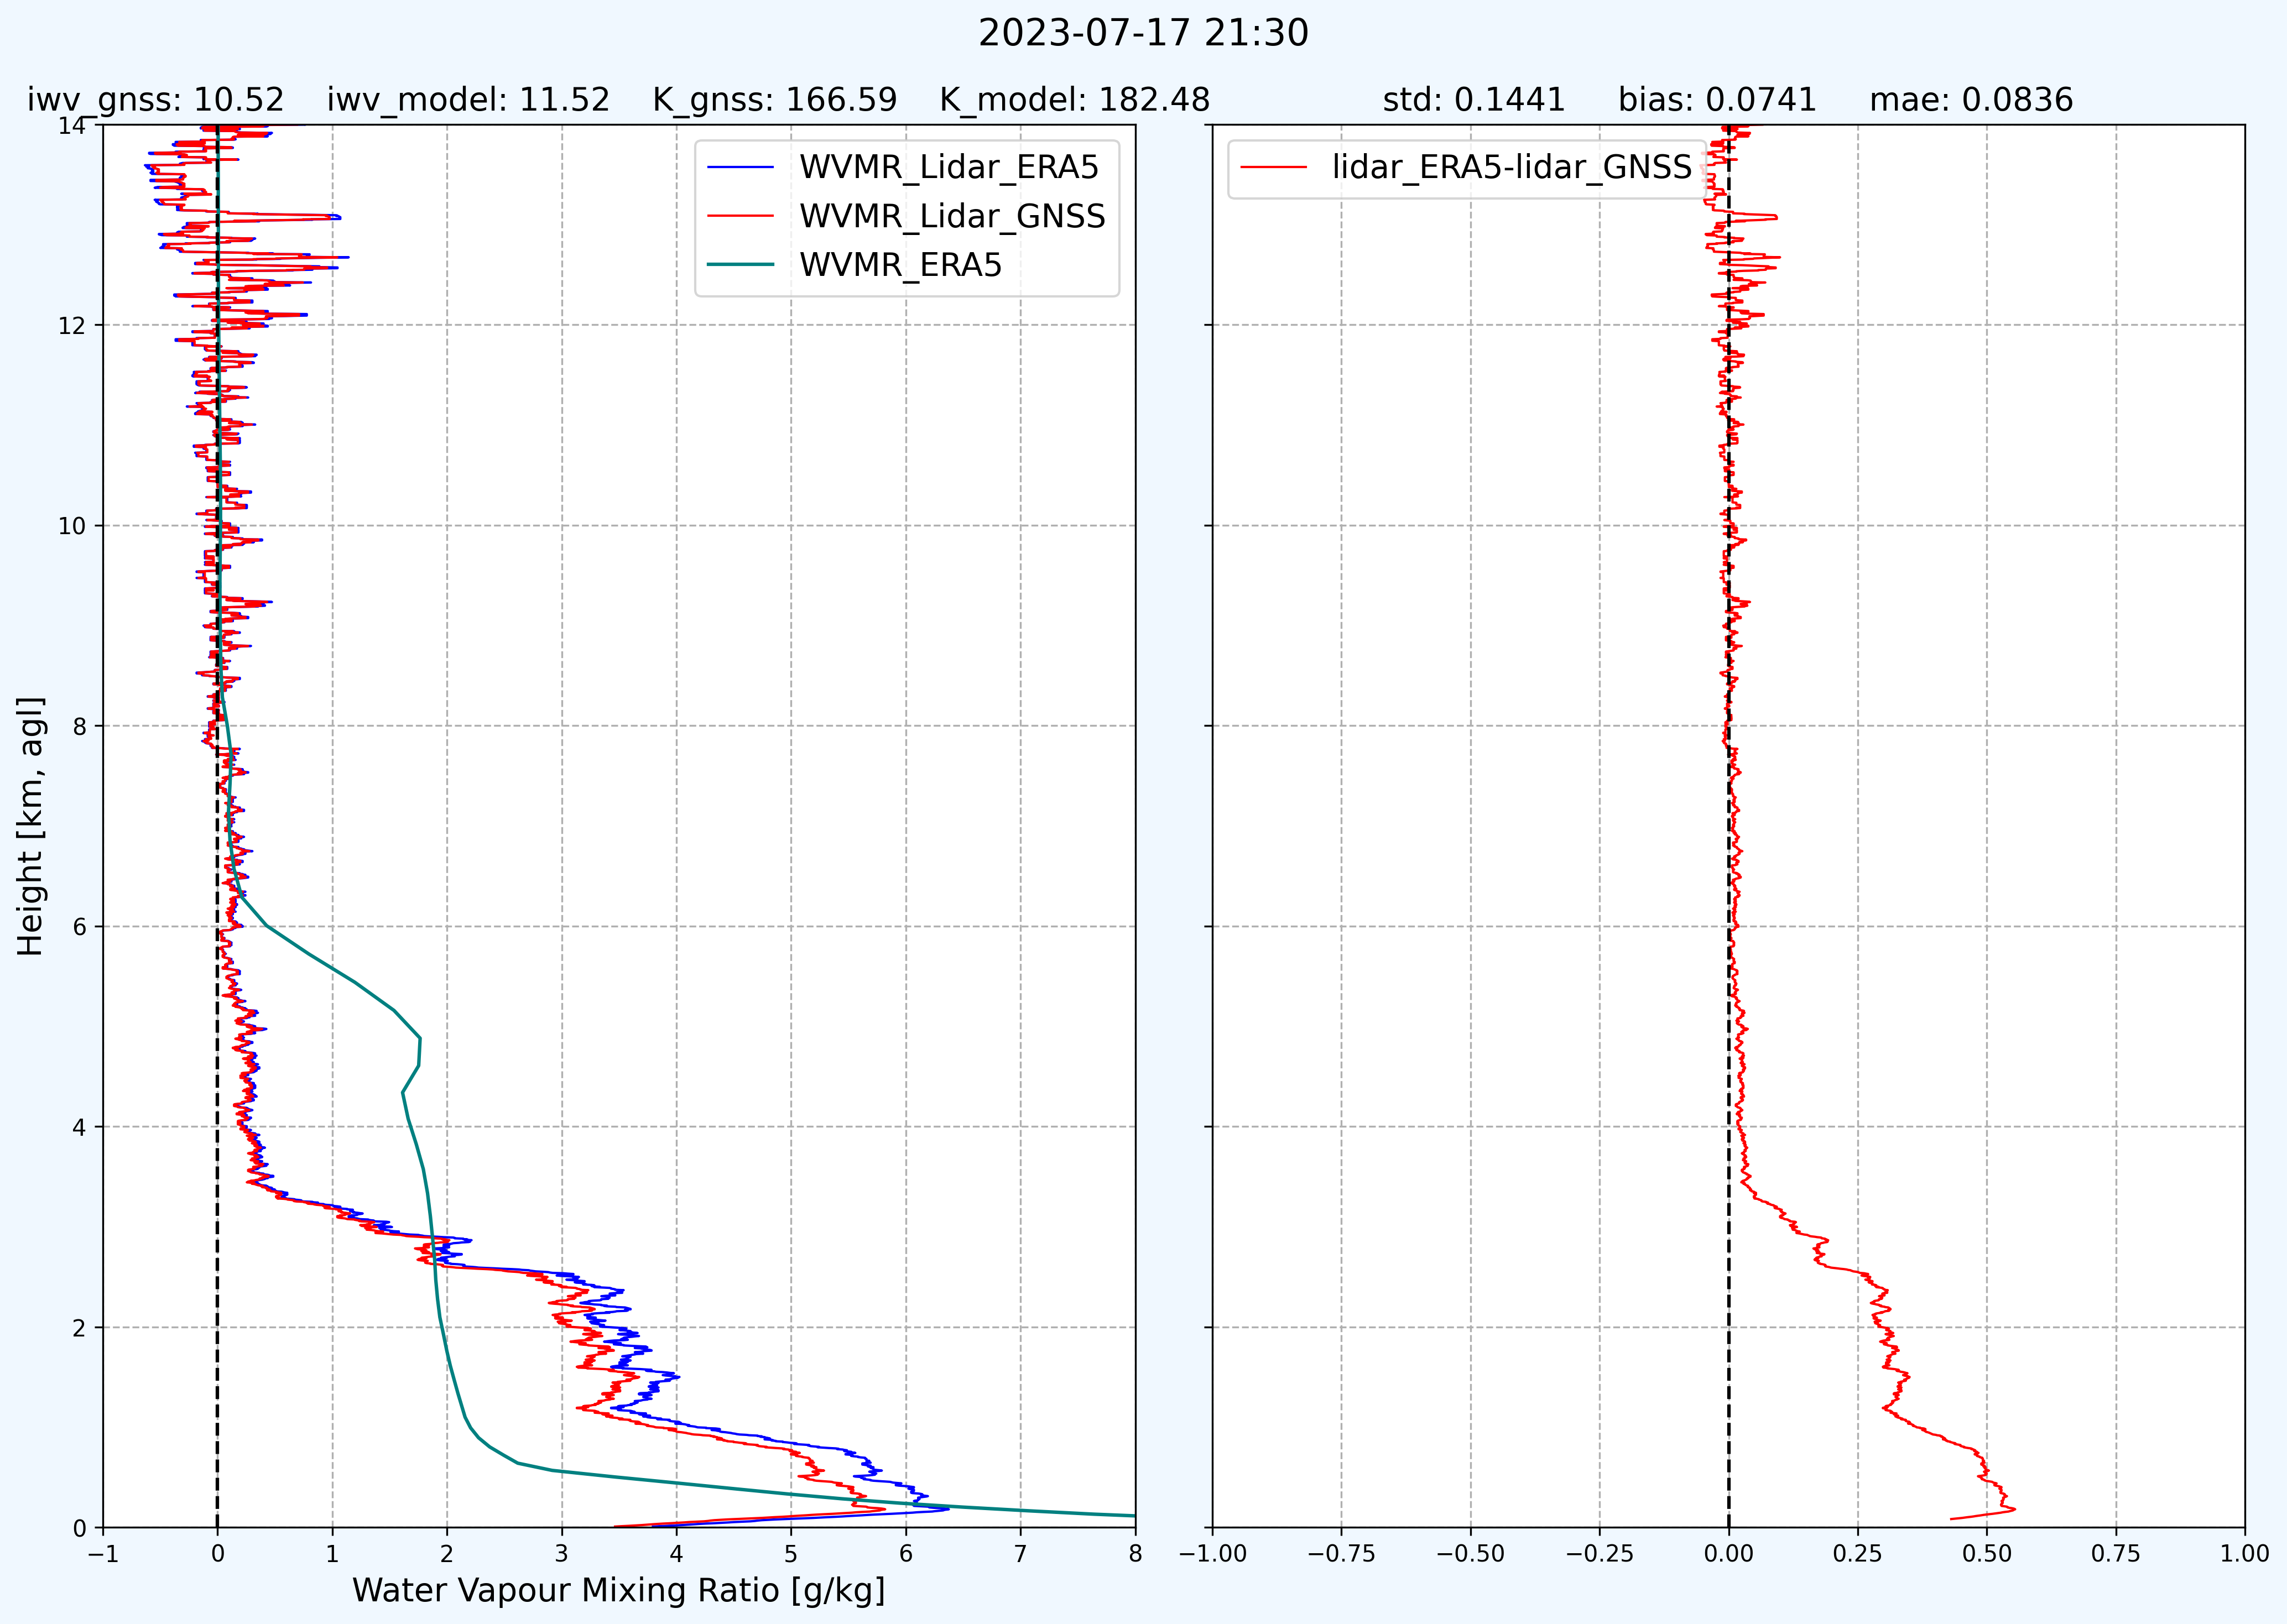 2023-07-17 21:30
iwv_gnss: 10.52 iwv_model: 11.52 K_gnss: 166.59 K_model: 182.48
std: 0.1441 bias: 0.0741 mae: 0.0836
WVMR_Lidar_ERA5
WVMR_Lidar_GNSS
WVMR_ERA5
lidar_ERA5-lidar_GNSS
Height [km, agl]
14
12
10
8
6
4
2
0
−1 0 1 2 3 4 5 6 7 8
−1.00 −0.75 −0.50 −0.25 0.00 0.25 0.50 0.75 1.00
Water Vapour Mixing Ratio [g/kg]